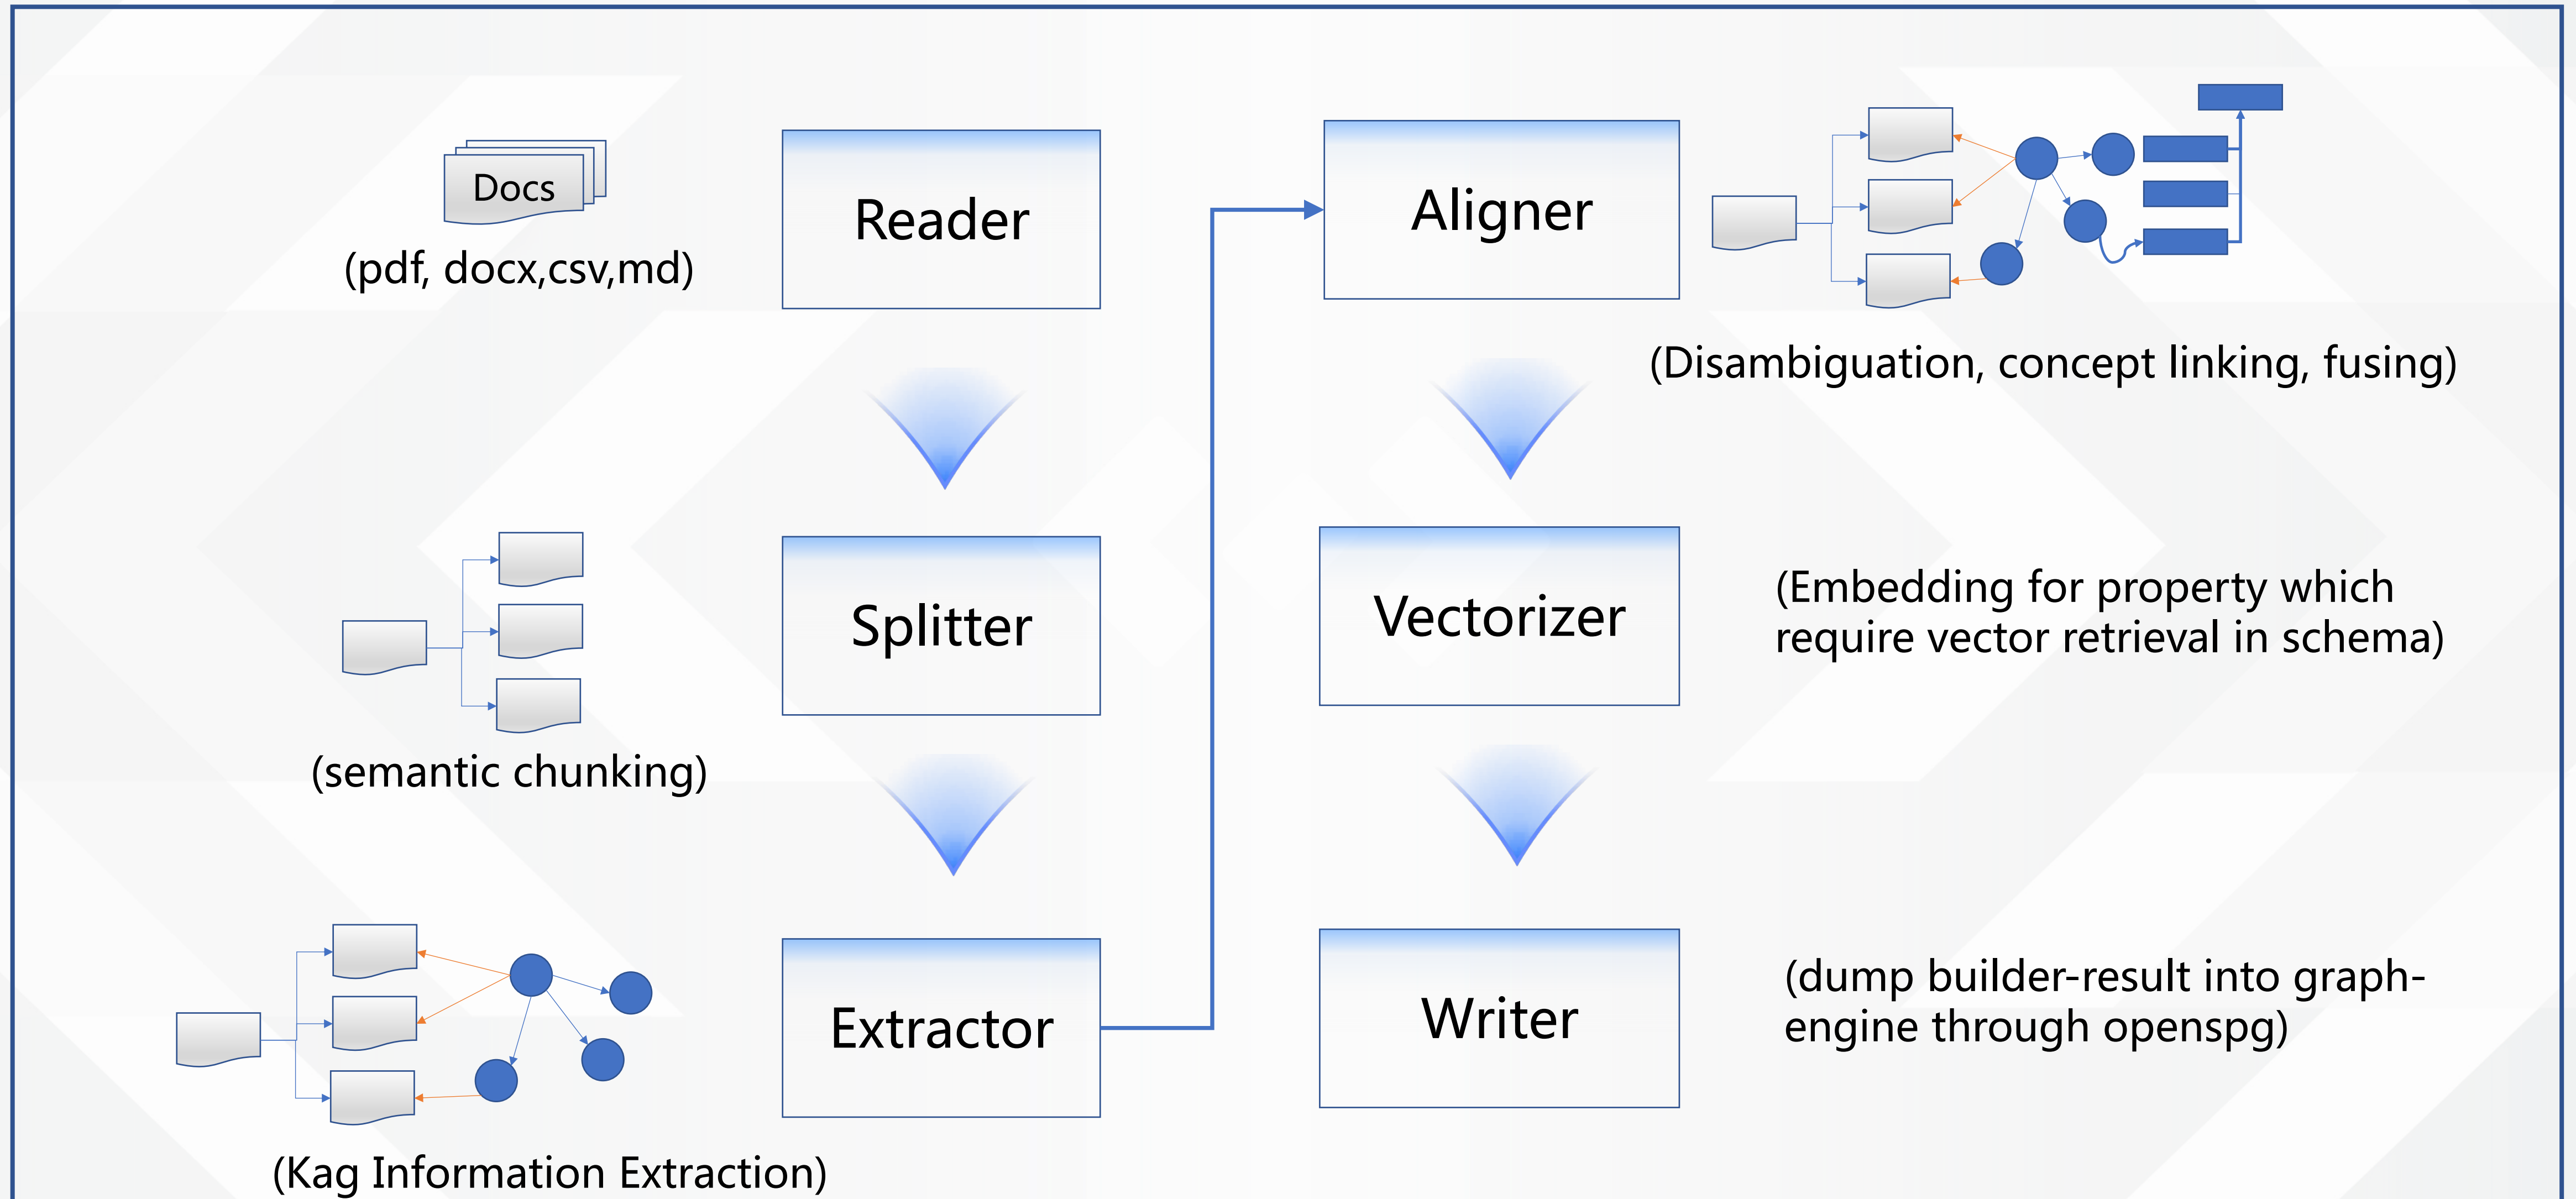 Docs
(pdf, docx,csv,md)
Reader
(semantic chunking)
Splitter
(Kag Information Extraction)
Extractor
Aligner
(Disambiguation, concept linking, fusing)
Vectorizer
(Embedding for property which
require vector retrieval in schema)
Writer
(dump builder-result into graph-
engine through openspg)